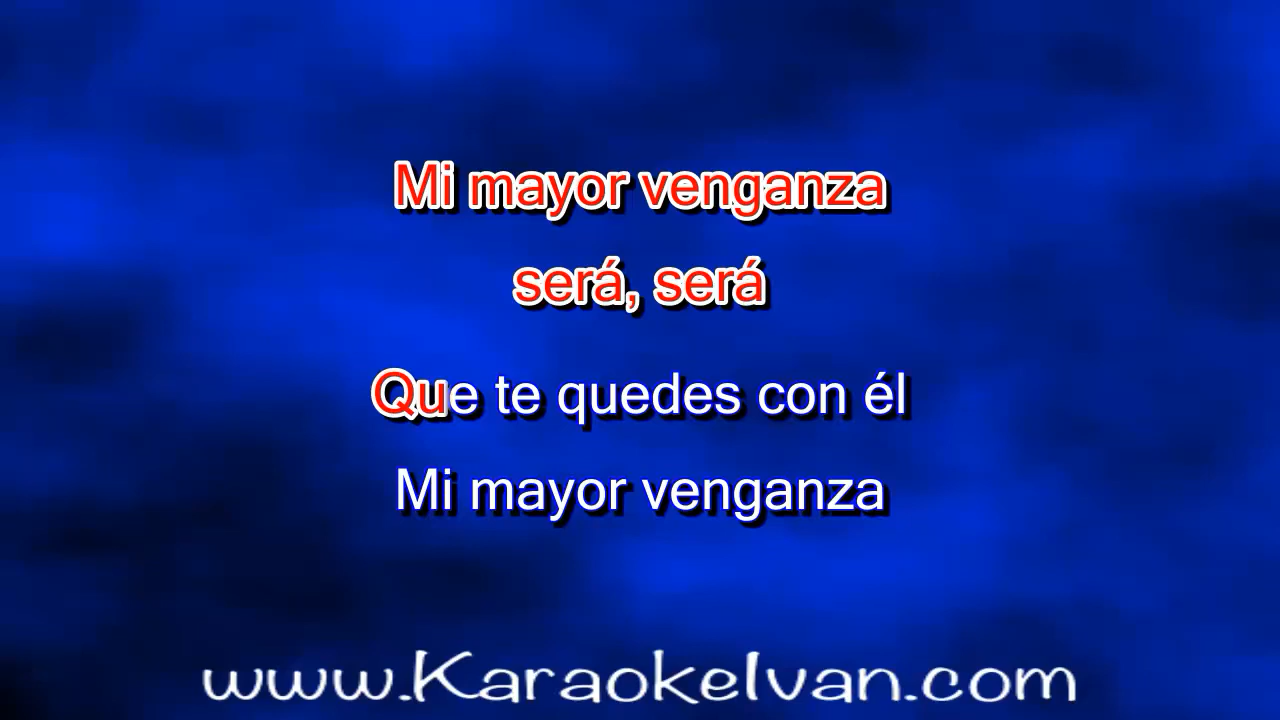 Mi mayor venganza
será, será
Que te quedes con él
Mi mayor venganza
www.KaraokeIvan.com